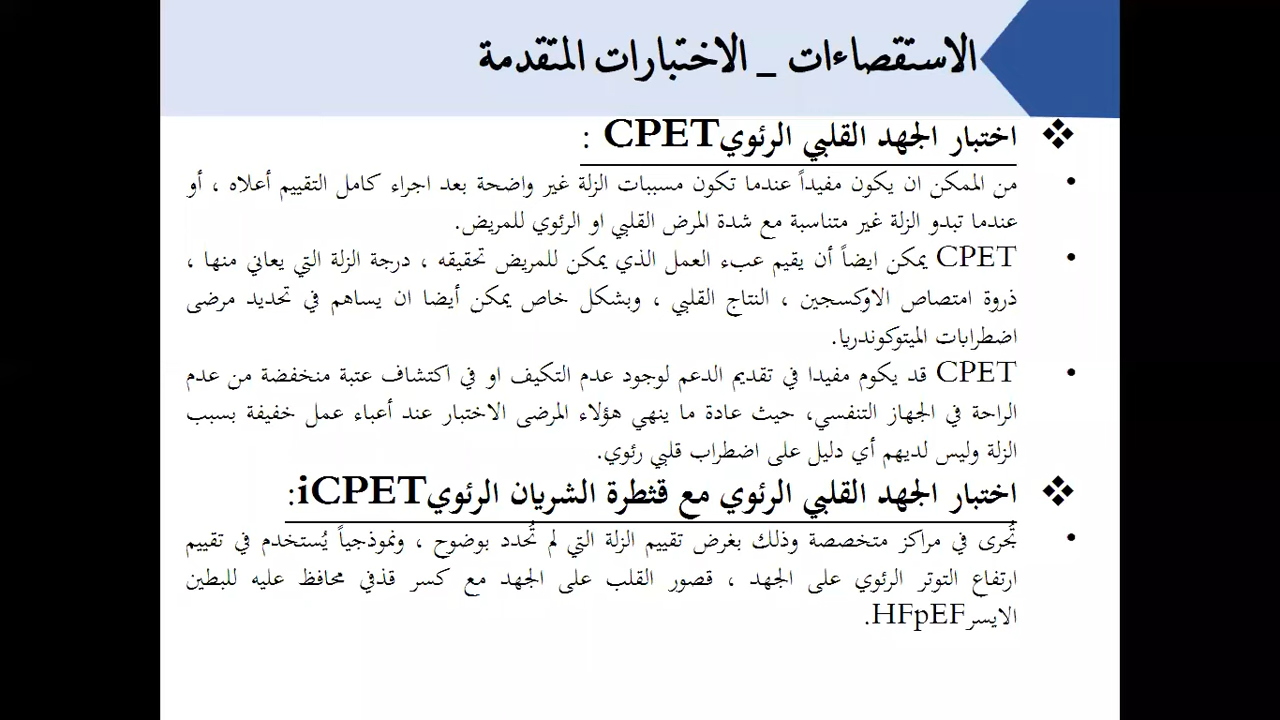 الاستقصاءات _ الاختبارات المتقدمة
❖ اختبار الجهد القلبي الرئويCPET :
• من الممكن ان يكون مفيداً عندما تكون مسببات الزلة غير واضحة بعد اجراء كامل التقييم أعلاه ، أو
عندما تبدو الزلة غير متناسبة مع شدة المرض القلبي او الرئوي للمريض.
• CPET يمكن ايضاً أن يقيم عبء العمل الذي يمكن للمريض تحقيقه ، درجة الزلة التي يعاني منها ،
ذروة امتصاص الاوكسجين ، النتاج القلبي ، وبشكل خاص يمكن أيضا ان يساهم في تحديد مرضى
اضطرابات الميتوكوندريا.
• CPET قد يكوم مفيدا في تقديم الدعم لوجود عدم التكيف او في اكتشاف عتبة منخفضة من عدم
الراحة في الجهاز التنفسي، حيث عادة ما ينهي هؤلاء المرضى الاختبار عند أعباء عمل خفيفة بسبب
الزلة وليس لديهم أي دليل على اضطراب قلبي رئوي.
❖ اختبار الجهد القلبي الرئوي مع قثطرة الشريان الرئويiCPET:
• تُجرى في مراكز متخصصة وذلك بغرض تقييم الزلة التي لم تُحدد بوضوح ، ونموذجياً يُستخدم في تقييم
ارتفاع التوتر الرئوي على الجهد ، قصور القلب على الجهد مع كسر قذفي محافظ عليه للبطين
الايسرHFpEF.